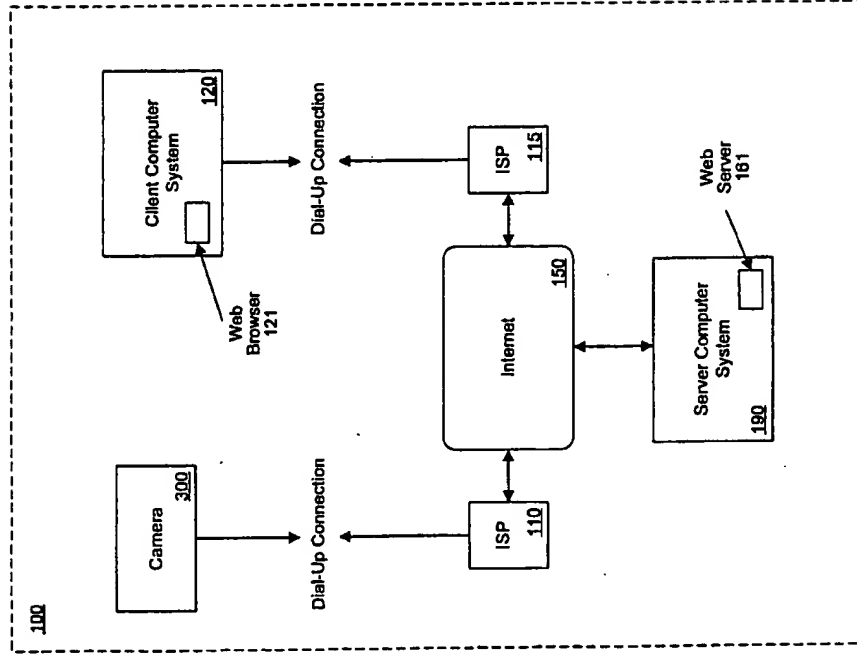 100
Camera
300
Client Computer
System
120
Web
Browser
121
Dial-Up Connection
Dial-Up Connection
ISP
110
Internet
150
ISP
115
Server Computer
System
190
Web
Server
161